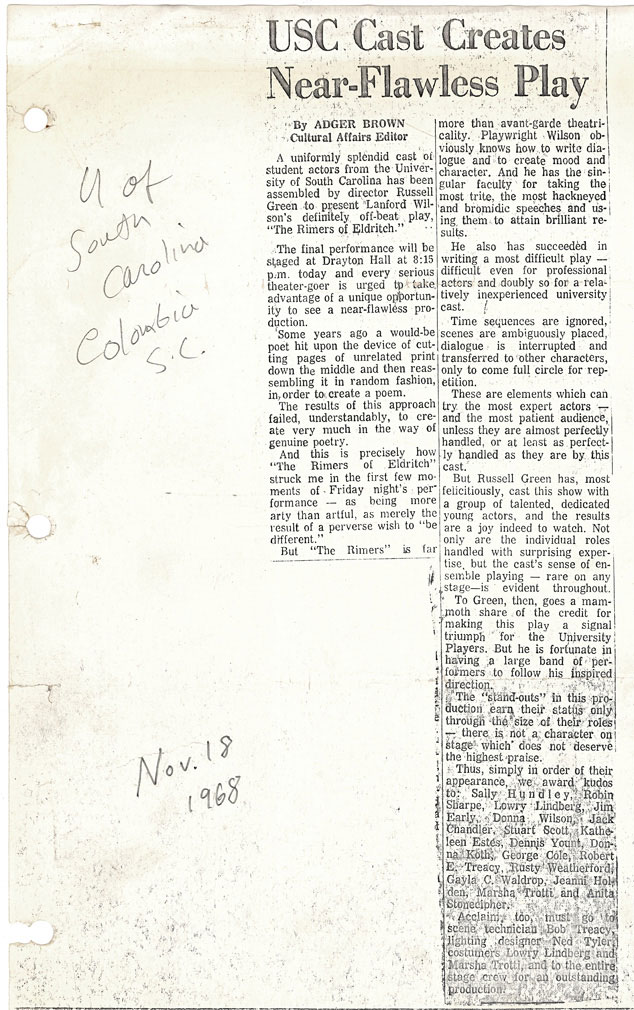 USC Cast Creates
Near-Flawless Play
By ADGER BROWN
Cultural Affairs Editor
A uniformly splendid cast of
student actors from the Univer-
sity of South Carolina has been
assembled by director Russell
Green to present Lanford Wil-
son's definitely off-beat play,
"The Rimers of Eldritch."
The final performance will be
staged at Drayton Hall at 8:15
p.m. today and every serious
theater-goer is urged to take
advantage of a unique opportun-
ity to see a near-flawless pro-
duction.
Some years ago a would-be
poet hit upon the device of cut-
ting pages of unrelated print
down the middle and then reas-
sembling it in random fashion,
in order to create a poem.
The results of this approach
failed, understandably, to cre-
ate very much in the way of
genuine poetry.
And this is precisely how
"The Rimers of Eldritch"
struck me in the first few mo-
ments of Friday night's per-
formance — as being more
arty than artful, as merely the
result of a perverse wish to "be
different."
But "The Rimers" is far
more than avant-garde theatri-
cality. Playwright Wilson ob-
viously knows how to write dia-
logue and to create mood and
character. And he has the sin-
gular faculty for taking the
most trite, the most hackneyed
and bromidic speeches and us-
ing them to attain brilliant re-
sults.
He also has succeeded in
writing a most difficult play —
difficult even for professional
actors and doubly so for a rela-
tively inexperienced university
cast.
Time sequences are ignored,
scenes are ambiguously placed,
dialogue is interrupted and
transferred to other characters,
only to come full circle for rep-
etition.
These are elements which can
try the most expert actors —
and the most patient audience,
unless they are almost perfectly
handled, or at least as perfect-
ly handled as they are by this
cast.
But Russell Green has, most
felicitiously, cast this show with
a group of talented, dedicated
young actors, and the results
are a joy indeed to watch. Not
only are the individual roles
handled with surprising exper-
tise, but the cast's sense of en-
semble playing — rare on any
stage—is evident throughout.
To Green, then, goes a mam-
moth share of the credit for
making this play a signal
triumph for the University
Players. But he is fortunate in
having a large band of per-
formers to follow his inspired
direction.
The "stand-outs" in this pro-
duction earn their status only
through the size of their roles
— there is not a character on
stage which does not deserve
the highest praise.
Thus, simply in order of their
appearance, we award kudos
to: Sally Hundley, Robin
Sharpe, Lowry Lindberg, Jim
Early, Donna Wilson, Jack
Chandler, Stuart Scott, Kathe-
leen Estes, Dennis Yount, Don-
na Koth, George Cole, Robert
E. Treacy, Rusty Weatherford,
Gayla C. Waldrop, Jeanni Hol-
den, Marsha Trotti and Anita
Stonecipher.
Acclaim, too, must go to
scene technician Bob Treacy,
lighting designer Ned Tyler,
costumers Lowry Lindberg and
Marsha Trotti, and to the entire
stage crew for an outstanding
production.
U of
South
Carolina
Colombia
S.C.
Nov. 18
1968